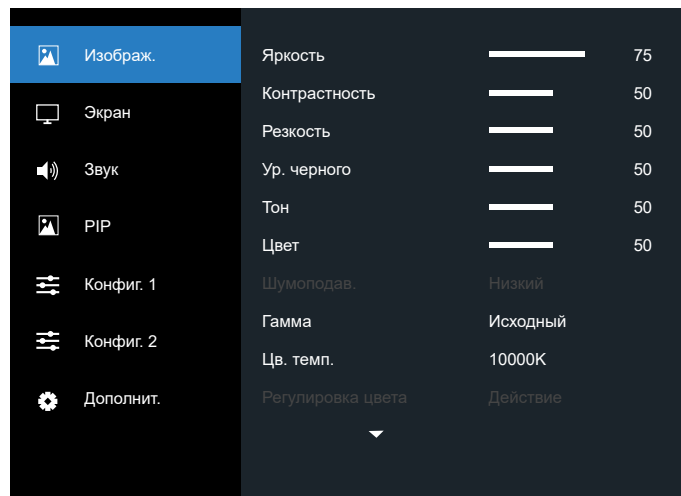 Изображ.
Экран
Звук
PIP
Конфиг. 1
Конфиг. 2
Дополнит.
Яркость 75
Контрастность 50
Резкость 50
Ур. черного 50
Тон 50
Цвет 50
Шумоподав. Низкий
Гамма Исходный
Цв. темп. 10000K
Регулировка цвета Действие